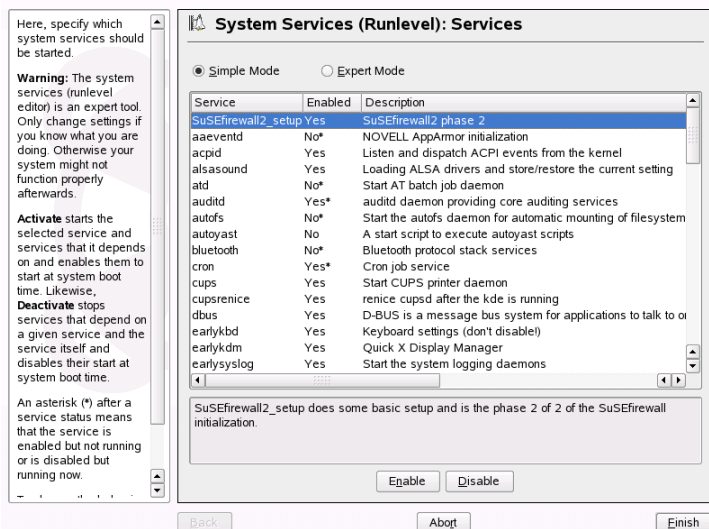 Here, specify which
system services should
be started.
Warning: The system
services (runlevel
editor) is an expert tool.
Only change settings if
you know what you are
doing. Otherwise your
system might not
function properly
afterwards.
Activate starts the
selected service and
services that it depends
on and enables them to
start at system boot
time. Likewise,
Deactivate stops
services that depend on
a given service and the
service itself and
disables their start at
system boot time.
An asterisk (*) after a
service status means
that the service is
enabled but not running
or is disabled but
running now.
System Services (Runlevel): Services
Simple Mode Expert Mode
Service Enabled Description
SuSEfirewall2_setup Yes SuSEfirewall2 phase 2
aaeventd No* NOVELL AppArmor initialization
acpid Yes Listen and dispatch ACPI events from the kernel
alsasound Yes Loading ALSA drivers and store/restore the current setting
atd No* Start AT batch job daemon
auditd Yes* auditd daemon providing core auditing services
autofs No* Start the autofs daemon for automatic mounting of filesystem
autoyast No A start script to execute autoyast scripts
bluetooth No* Bluetooth protocol stack services
cron Yes* Cron job service
cups Yes Start CUPS printer daemon
cupsrenice Yes renice cupsd after the kde is running
dbus Yes D-BUS is a message bus system for applications to talk to
earlykbd Yes Keyboard settings (don't disable!)
earlykdm Yes Quick X Display Manager
earlysyslog Yes Start the system logging daemons
SuSEfirewall2_setup does some basic setup and is the phase 2 of 2 of the SuSEfirewall
initialization.
Enable Disable
Back Abort Finish